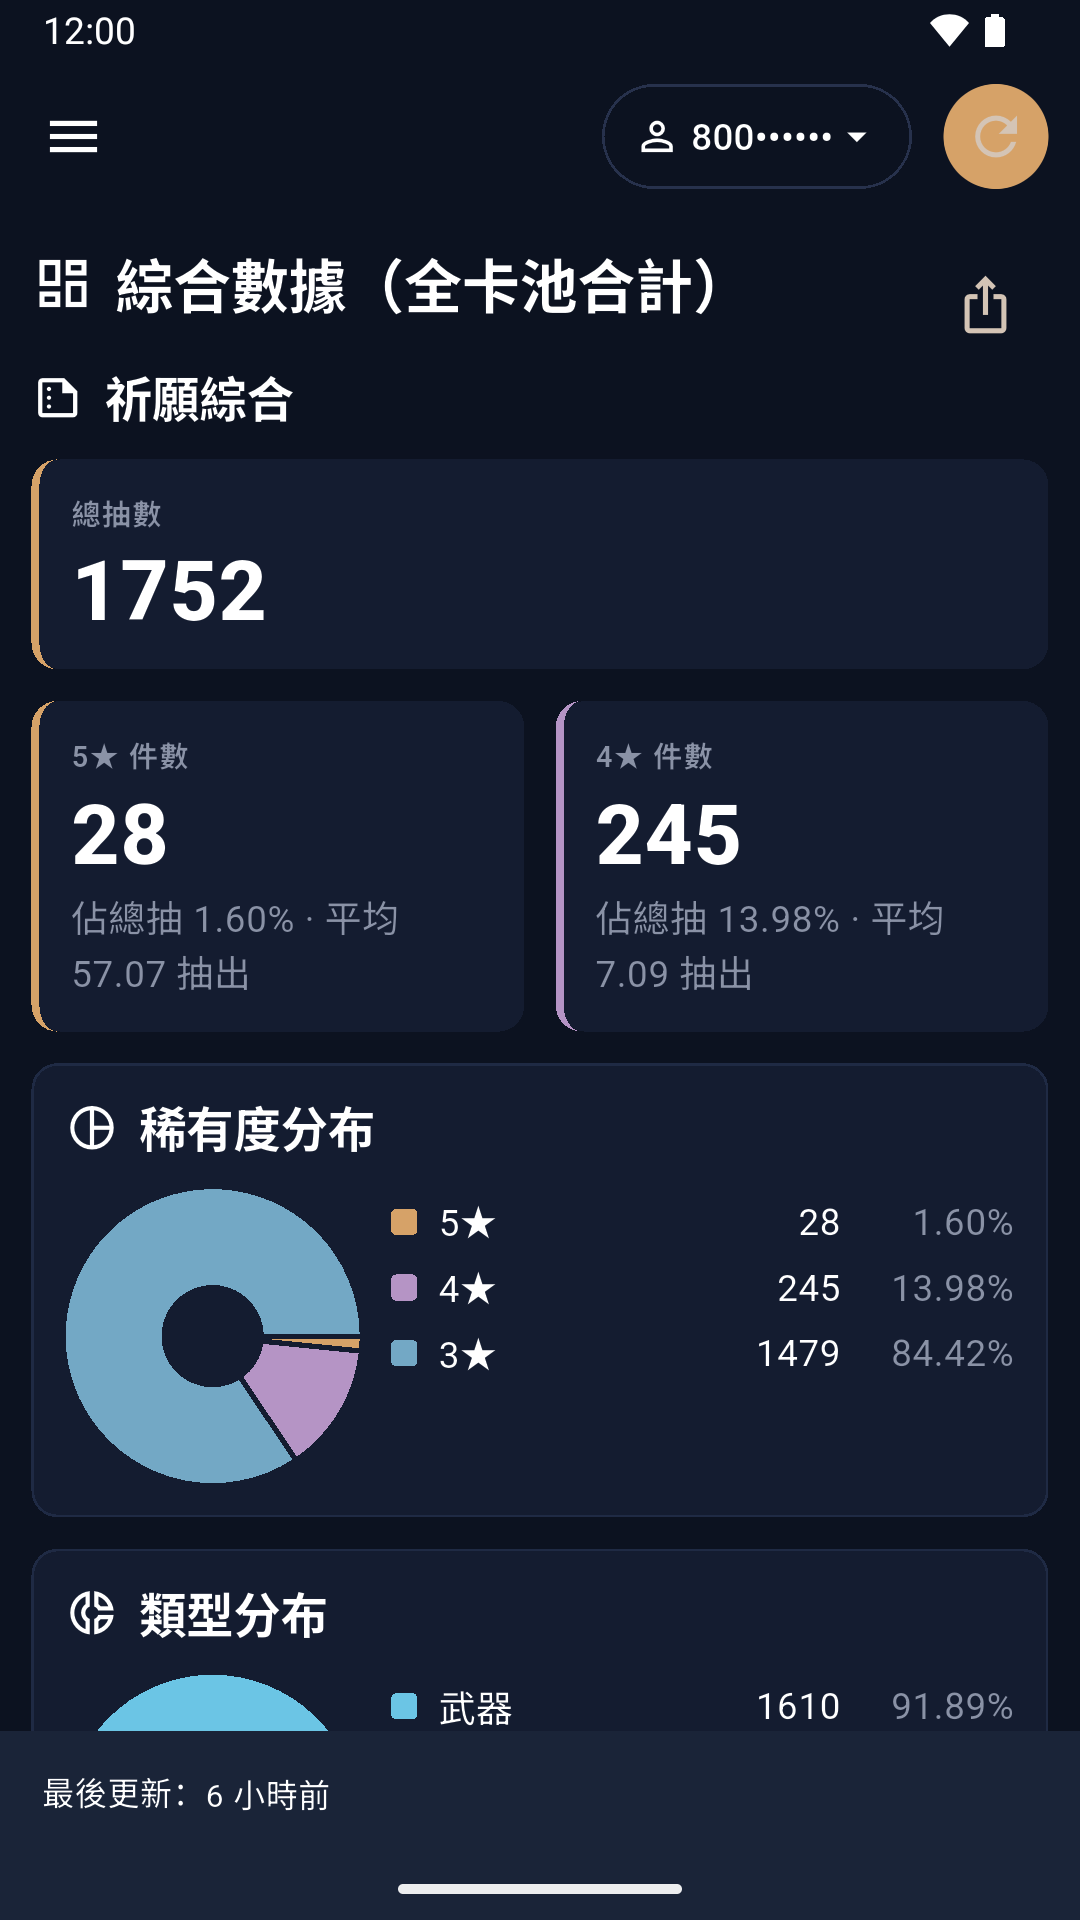 12:00
800••••••
綜合數據（全卡池合計）
祈願綜合
總抽數
1752
5★ 件數
28
佔總抽 1.60% · 平均
57.07 抽出
4★ 件數
245
佔總抽 13.98% · 平均
7.09 抽出
稀有度分布
5★ 28 1.60%
4★ 245 13.98%
3★ 1479 84.42%
類型分布
武器 1610 91.89%
最後更新：6 小時前